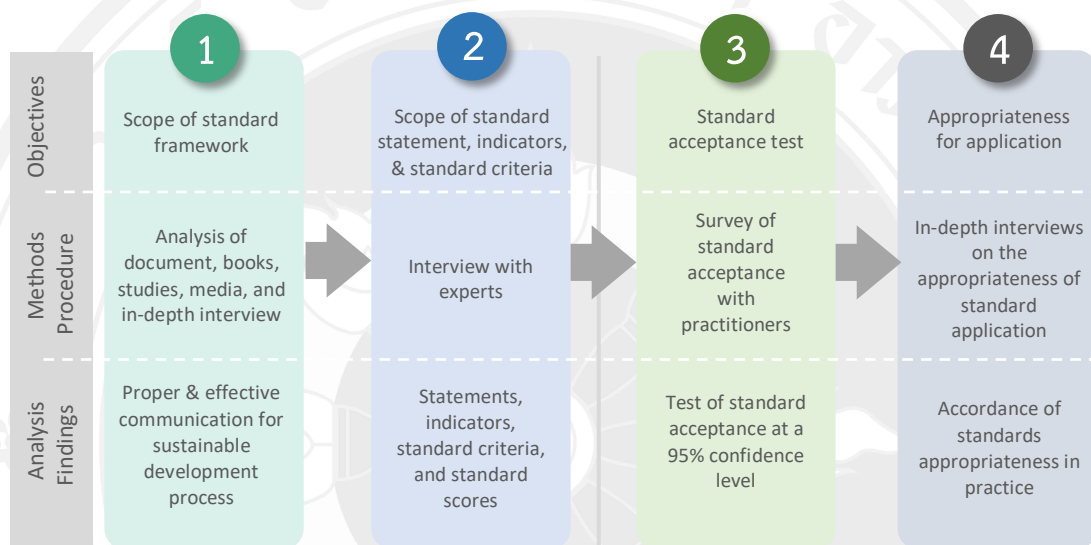 1
2
3
4
Objectives
Scope of standard
framework
Scope of standard
statement, indicators,
& standard criteria
Standard
acceptance test
Appropriateness
for application
Methods
Procedure
Analysis of
document, books,
studies, media, and
in-depth interview
Interview with
experts
Survey of
standard
acceptance
with
practitioners
In-depth interviews
on the
appropriateness of
standard
application
Analysis
Findings
Proper & effective
communication for
sustainable
development
process
Statements,
indicators,
standard criteria,
and standard
scores
Test of standard
acceptance at a
95% confidence
level
Accordance of
standards
appropriateness in
practice